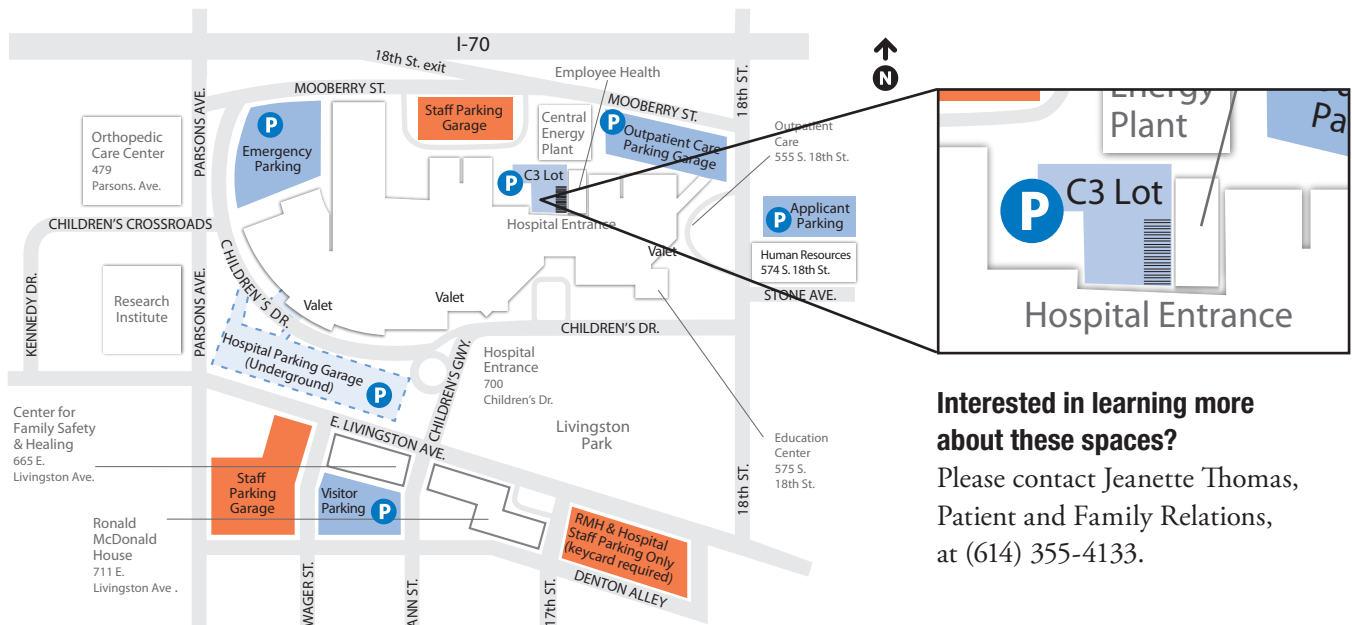 I-70
18th St. exit
Employee Health
MOOBERRY ST.
MOOBERRY ST.
18th ST.
PARSONS AVE.
N
P
Emergency
Parking
Staff Parking
Garage
Central
Energy
Plant
P
Outpatient Care
Parking Garage
Outpatient
Care
555 S. 18th St.
Orthopedic
Care Center
479
Parsons. Ave.
P
C3 Lot
Hospital Entrance
P
Applicant
Parking
CHILDREN'S CROSSROADS
Valet
Human Resources
574 S. 18th St.
STONE AVE.
KENNEDY DR.
Research
Institute
PARSONS AVE.
CHILDREN'S DR.
Valet
Valet
CHILDREN'S DR.
Hospital Parking Garage
(Underground)
P
CHILDREN'S GWY.
Hospital
Entrance
700
Children's Dr.
Center for
Family Safety
& Healing
665 E.
Livingston Ave.
E. LIVINGSTON AVE.
Livingston
Park
Education
Center
575 S.
18th St.
18th ST.
Staff
Parking
Garage
Visitor
Parking
P
Ronald
McDonald
House
711 E.
Livingston Ave .
RMH & Hospital
Staff Parking Only
(keycard required)
DENTON ALLEY
WAGER ST.
ANN ST.
17th ST.
Energy
Plant
Pa
P
C3 Lot
Hospital Entrance
Interested in learning more
about these spaces?
Please contact Jeanette Thomas,
Patient and Family Relations,
at (614) 355-4133.